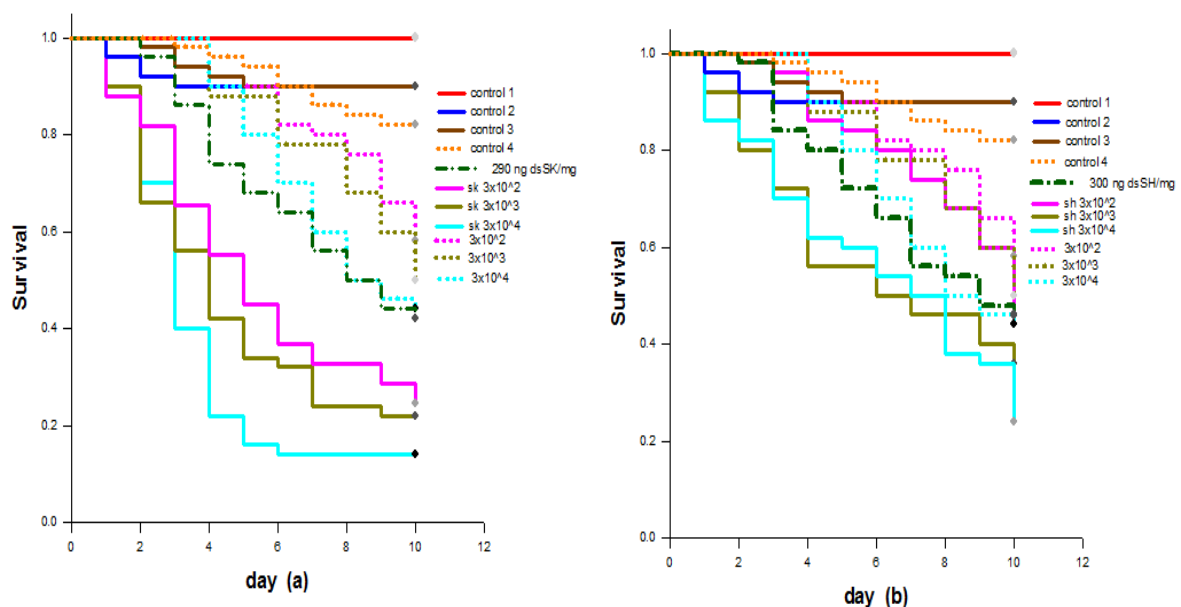 1.0
0.8
0.6
0.4
0.2
0.0
Survival
0 2 4 6 8 10 12
day (a)
control 1
control 2
control 3
control 4
290 ng dsSK/mg
sk 3x10^2
sk 3x10^3
sk 3x10^4
3x10^2
3x10^3
3x10^4
1.0
0.8
0.6
0.4
0.2
0.0
Survival
0 2 4 6 8 10 12
day (b)
control 1
control 2
control 3
control 4
300 ng dsSH/mg
sh 3x10^2
sh 3x10^3
sh 3x10^4
3x10^2
3x10^3
3x10^4